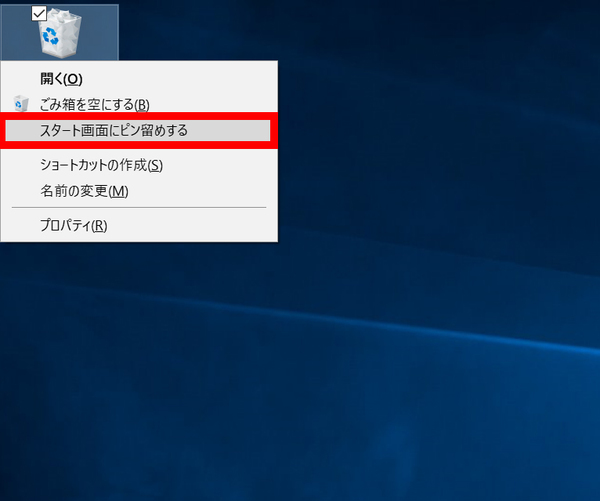 開く(O)
ごみ箱を空にする(B)
スタート画面にピン留めする
ショートカットの作成(S)
名前の変更(M)
プロパティ(R)